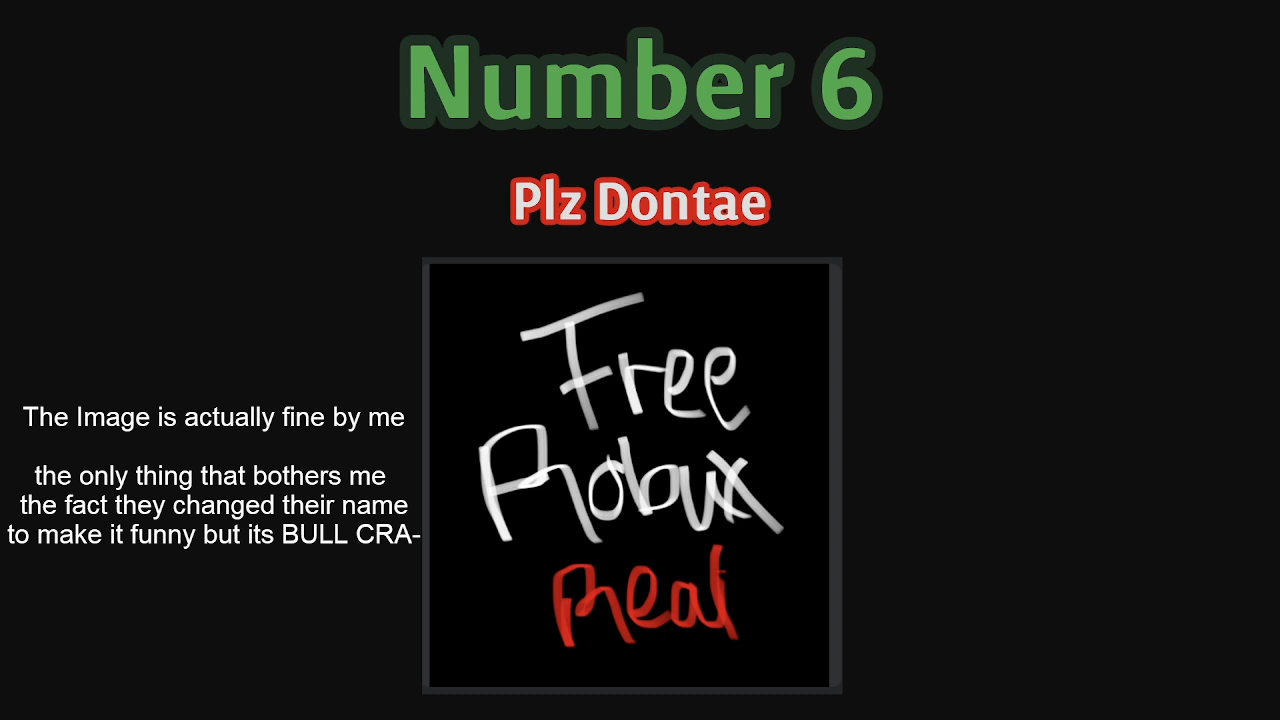 Number 6
Plz Dontae
Free
Robux
Real
The Image is actually fine by me
the only thing that bothers me
the fact they changed their name
to make it funny but its BULL CRA-